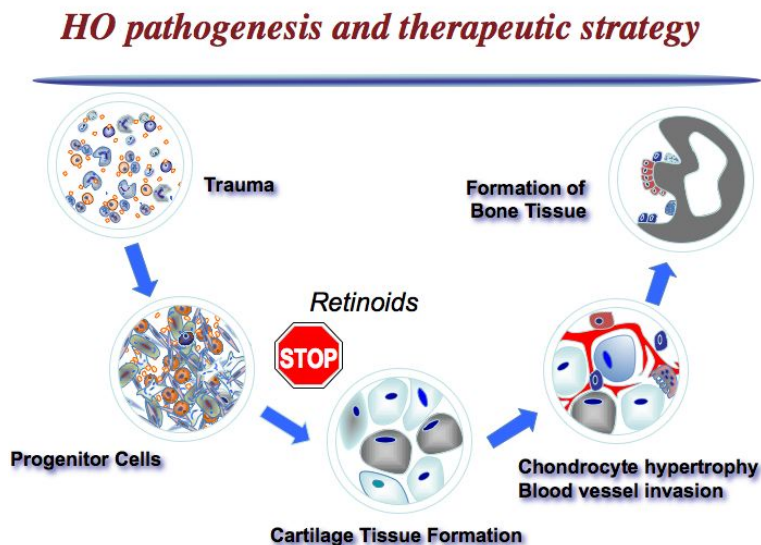 HO pathogenesis and therapeutic strategy
Trauma
Formation of
Bone Tissue
Retinoids
STOP
Progenitor Cells
Chondrocyte hypertrophy
Blood vessel invasion
Cartilage Tissue Formation